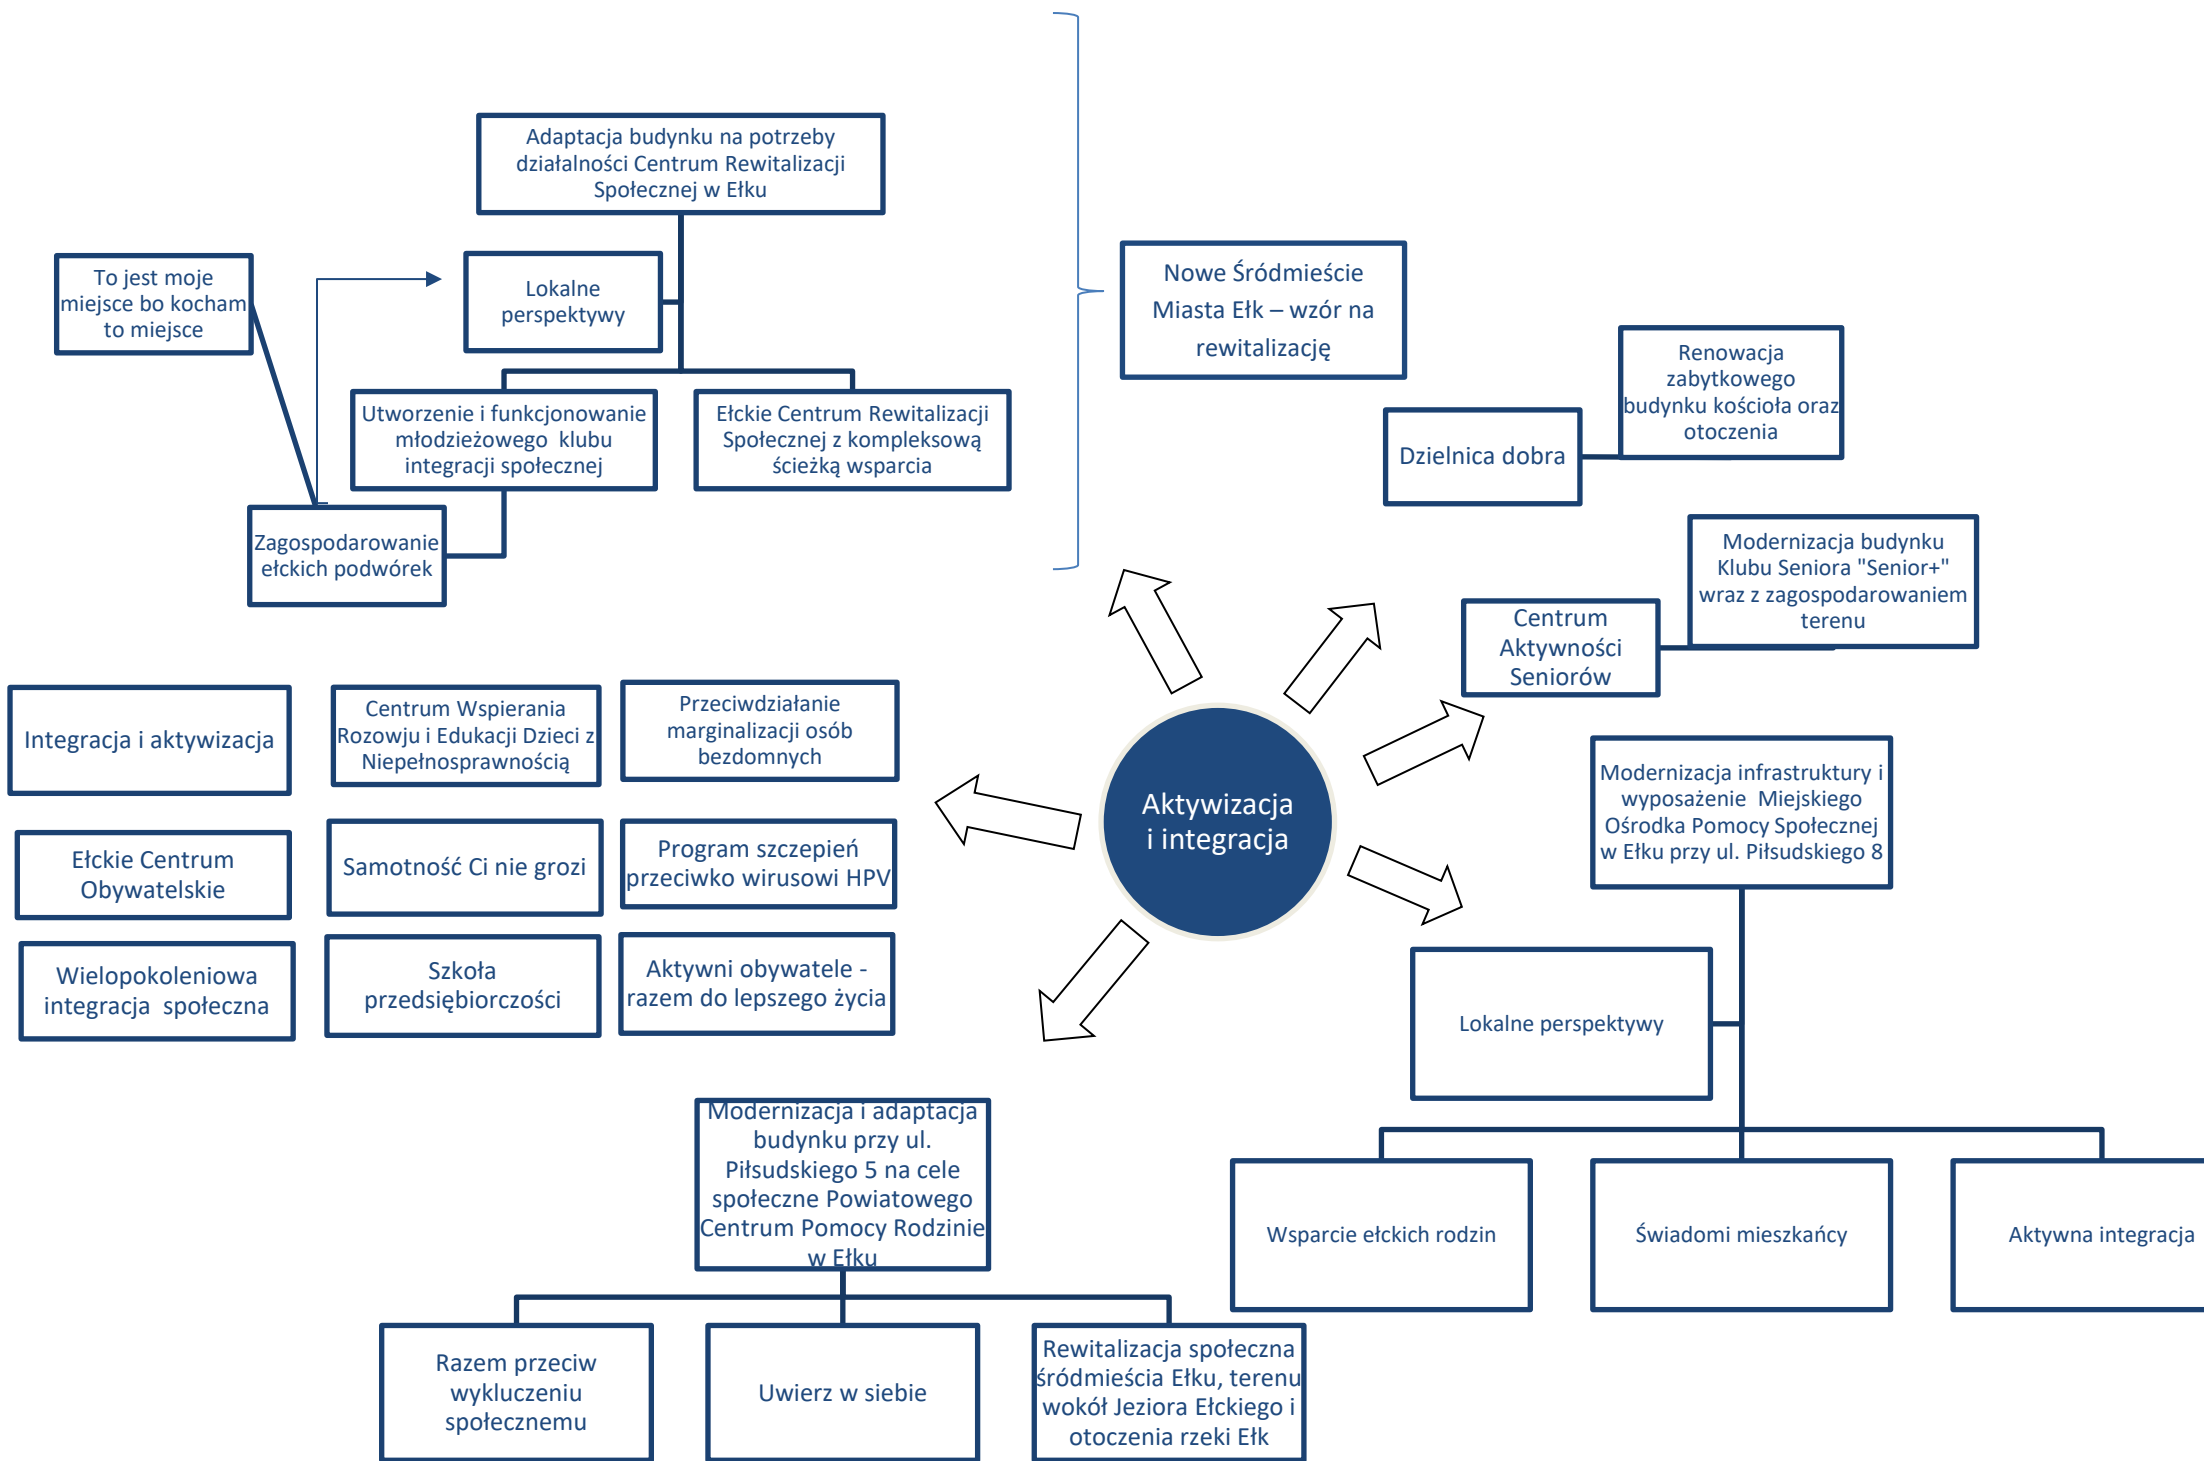 Adaptacja budynku na potrzeby
działalności Centrum Rewitalizacji
Społecznej w Ełku
To jest moje
miejsce bo kocham
to miejsce
Lokalne
perspektywy
Nowe Śródmieście
Miasta Ełk – wzór na
rewitalizację
Utworzenie i funkcjonowanie
młodzieżowego klubu
integracji społecznej
Ełckie Centrum Rewitalizacji
Społecznej z kompleksową
ścieżką wsparcia
Zagospodarowanie
ełckich podwórek
Renowacja
zabytkowego
budynku kościoła oraz
otoczenia
Dzielnica dobra
Modernizacja budynku
Klubu Seniora "Senior+"
wraz z zagospodarowaniem
terenu
Centrum
Aktywności
Seniorów
Integracja i aktywizacja
Centrum Wspierania
Rozowju i Edukacji Dzieci z
Niepełnosprawnością
Przeciwdziałanie
marginalizacji osób
bezdomnych
Ełckie Centrum
Obywatelskie
Samotność Ci nie grozi
Program szczepień
przeciwko wirusowi HPV
Wielopokoleniowa
integracja społeczna
Szkoła
przedsiębiorczości
Aktywni obywatele -
razem do lepszego życia
Aktywizacja
i integracja
Modernizacja infrastruktury i
wyposażenie Miejskiego
Ośrodka Pomocy Społecznej
w Ełku przy ul. Piłsudskiego 8
Lokalne perspektywy
Wsparcie ełckich rodzin
Świadomi mieszkańcy
Aktywna integracja
Modernizacja i adaptacja
budynku przy ul.
Piłsudskiego 5 na cele
społeczne Powiatowego
Centrum Pomocy Rodzinie
w Ełku
Razem przeciw
wykluczeniu
społecznemu
Uwierz w siebie
Rewitalizacja społeczna
śródmieścia Ełku, terenu
wokół Jeziora Ełckiego i
otoczenia rzeki Ełk